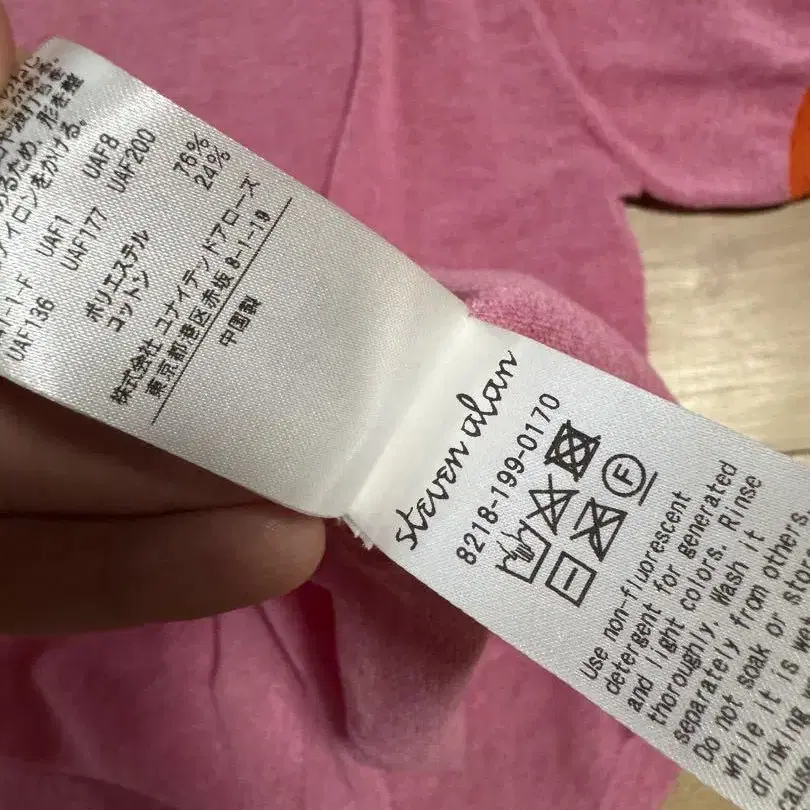 ナイロンをかける。
UAF1 UAF8
UAF136 UAF177 UAF200
ポリエステル 76%
コットン 24%
株式会社 ユナイテッドアローズ
東京都港区赤坂 8-1-19
中国製
steven alan
8218-199-0170
F
Use non-fluorescent
detergent for generated
and light colors. Rinse
thoroughly. Wash it
separately from others.
Do not soak or
while it is
drinking